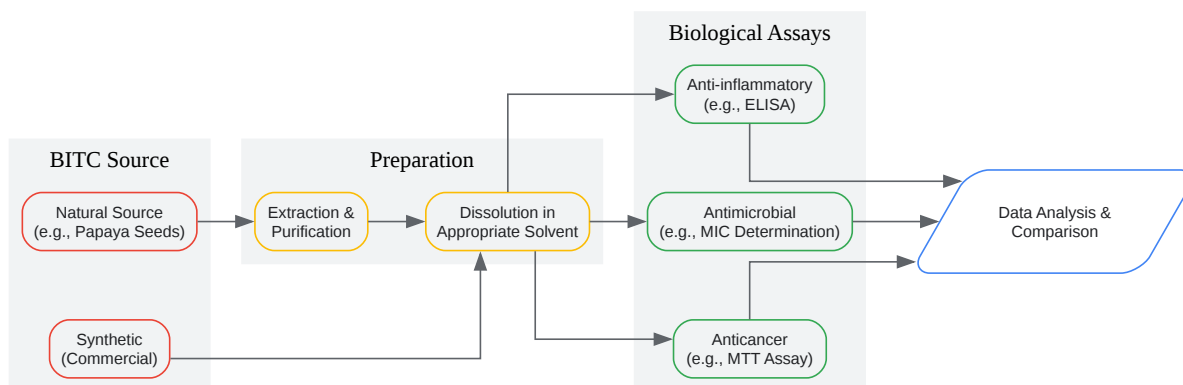 BITC Source
Natural Source
(e.g., Papaya Seeds)
Synthetic
(Commercial)
Preparation
Extraction &
Purification
Dissolution in
Appropriate Solvent
Biological Assays
Anti-inflammatory
(e.g., ELISA)
Antimicrobial
(e.g., MIC Determination)
Anticancer
(e.g., MTT Assay)
Data Analysis &
Comparison